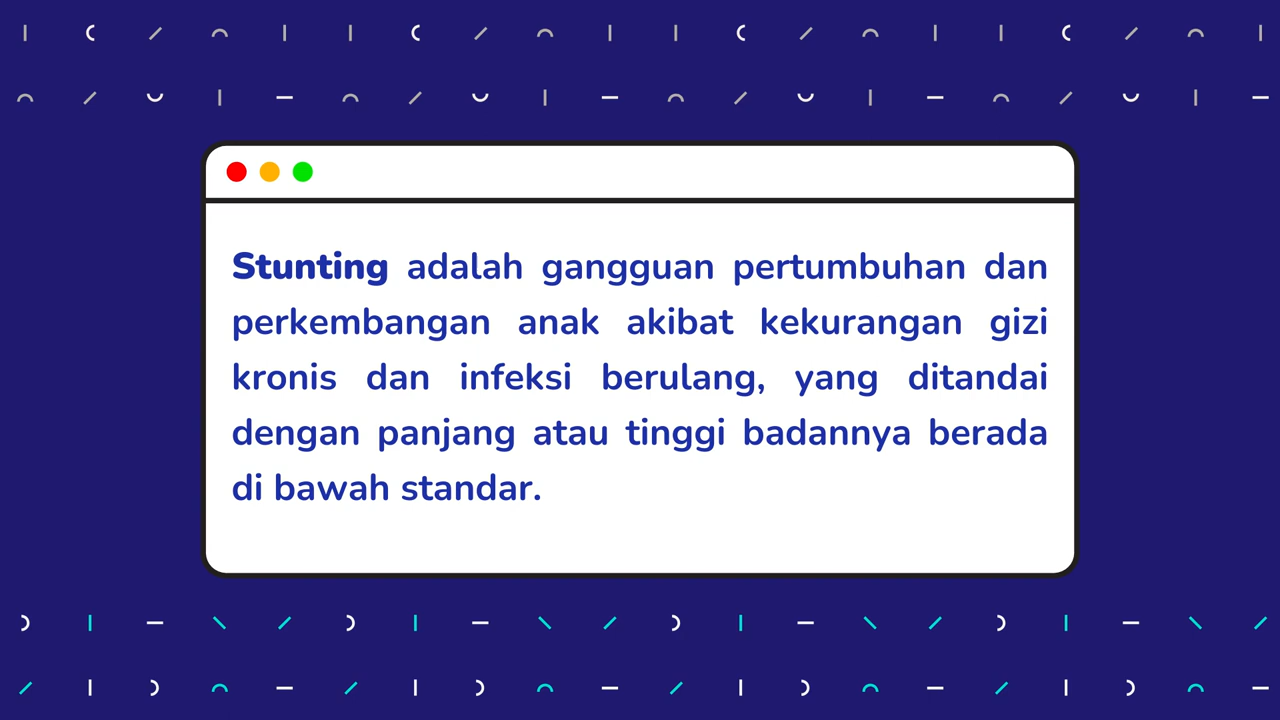 Stunting adalah gangguan pertumbuhan dan
perkembangan anak akibat kekurangan gizi
kronis dan infeksi berulang, yang ditandai
dengan panjang atau tinggi badannya berada
di bawah standar.